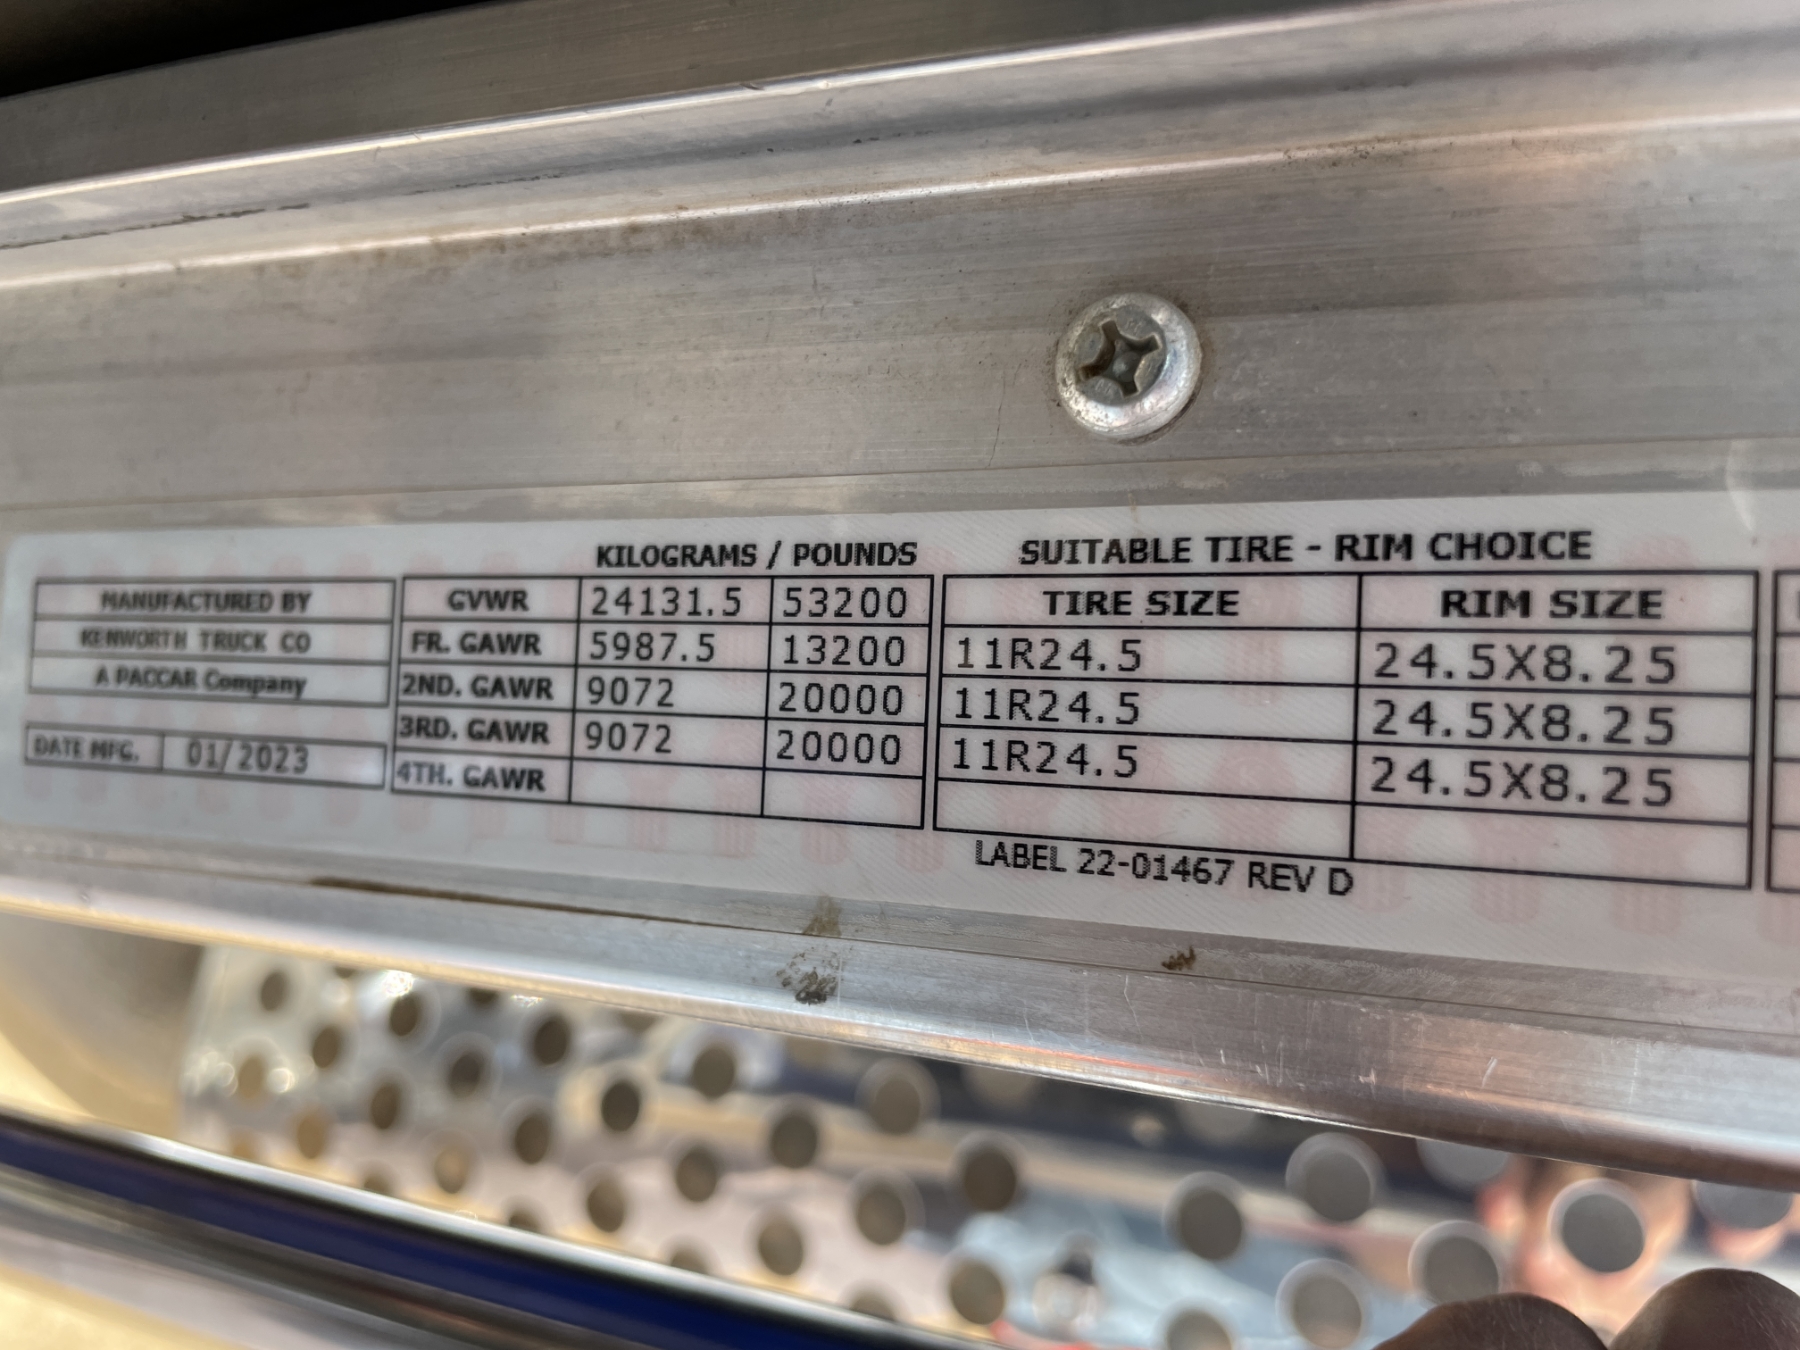 KILOGRAMS / POUNDS SUITABLE TIRE - RIM CHOICE
MANUFACTURED BY GVWR 24131.5 53200 TIRE SIZE RIM SIZE
KENWORTH TRUCK CO FR. GAWR 5987.5 13200 11R24.5 24.5X8.25
A PACCAR Company 2ND. GAWR 9072 20000 11R24.5 24.5X8.25
DATE MFG. 01/2023 3RD. GAWR 9072 20000 11R24.5 24.5X8.25
4TH. GAWR
LABEL 22-01467 REV D